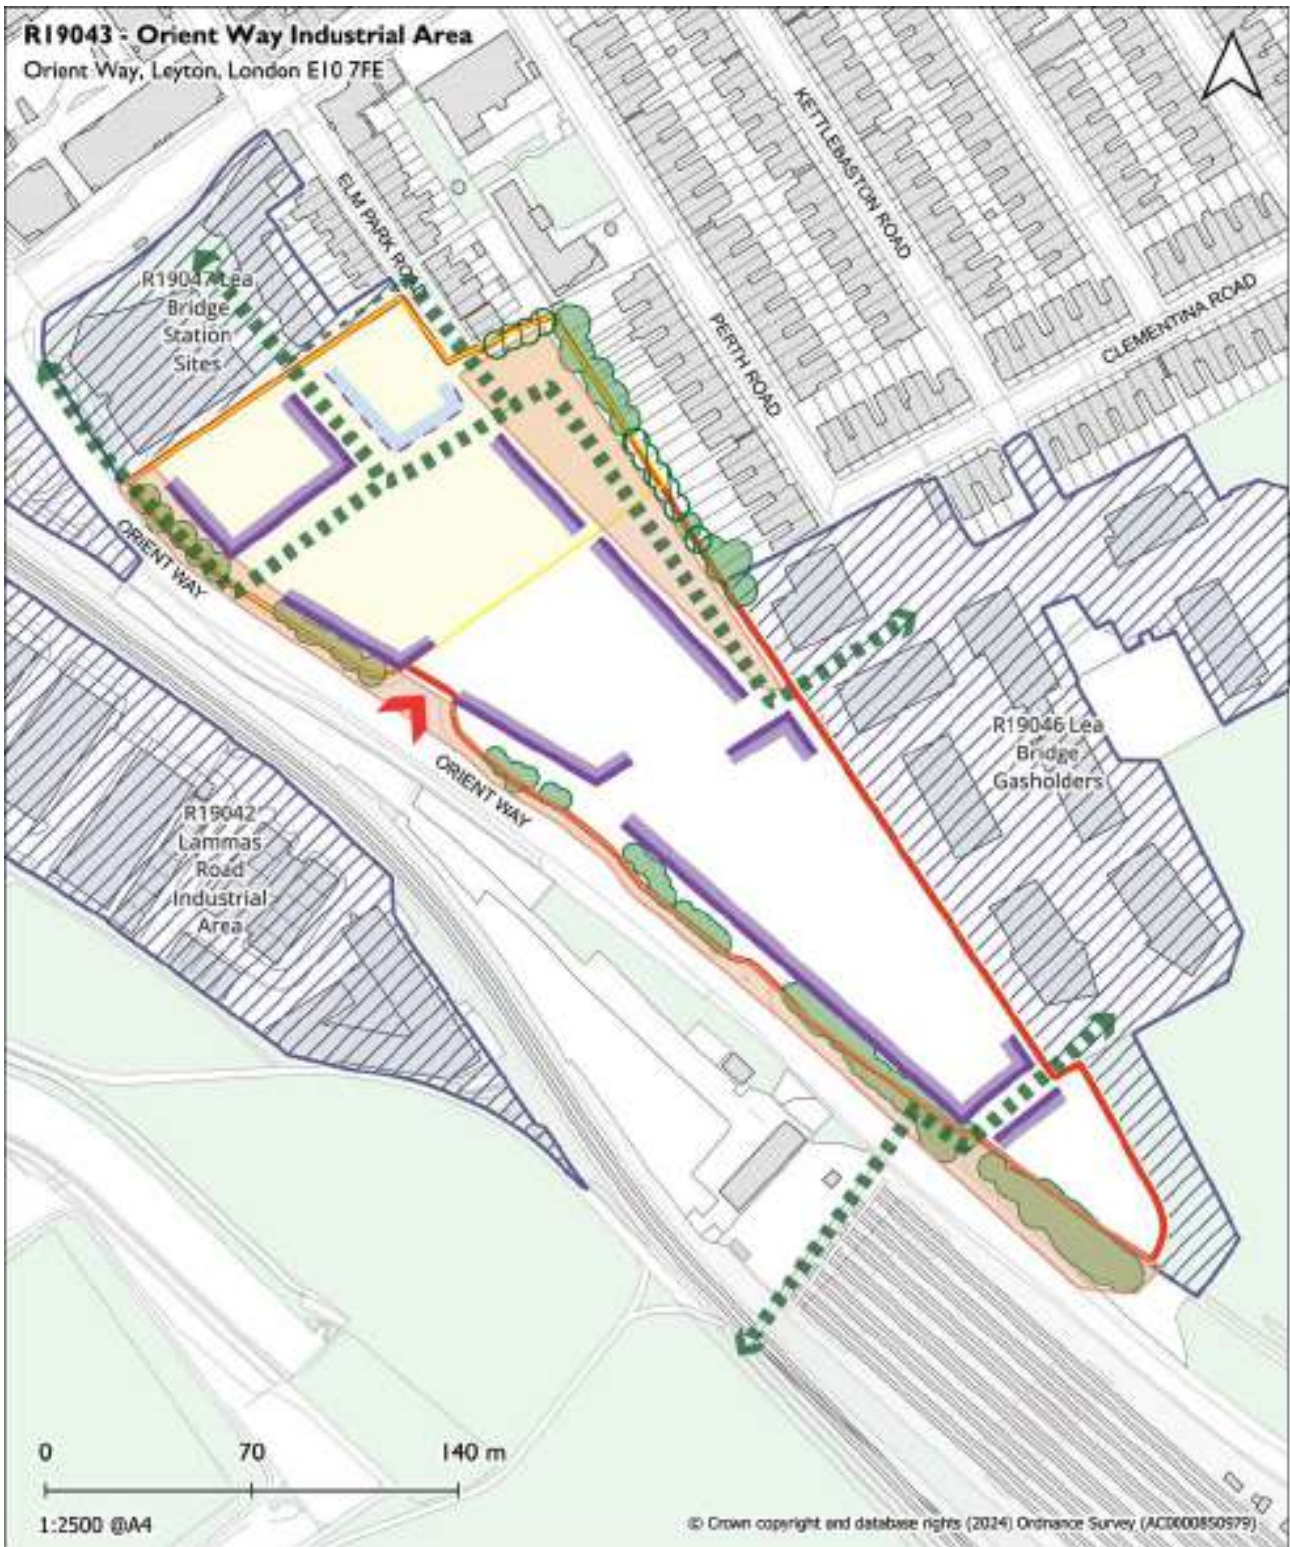 R19043 - Orient Way Industrial Area
Orient Way, Leyton, London E10 7FE
KETTLEBASTON ROAD
ELM PARK ROAD
R19047 Lea
Bridge
Station
Sites
PERTH ROAD
CLEMENTINA ROAD
ORIENT WAY
R19046 Lea
Bridge
Gasholders
ORIENT WAY
R19042
Lammas
Road
Industrial
Area
0 70 140 m
1:2500 @A4
© Crown copyright and database rights (2024) Ordnance Survey (AC0000850979)